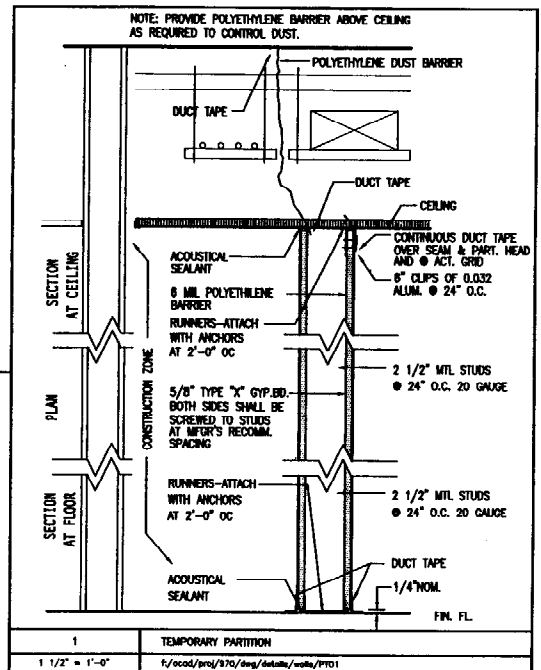 NOTE: PROVIDE POLYETHYLENE BARRIER ABOVE CEILING
AS REQUIRED TO CONTROL DUST.
POLYETHYLENE DUST BARRIER
DUCT TAPE
DUCT TAPE
CEILING
CONTINUOUS DUCT TAPE
OVER SEAM & PART. HEAD
AND @ ACT. GRID
6" CLIPS OF 0.032
ALUM. @ 24" O.C.
ACOUSTICAL
SEALANT
6 MIL POLYETHILENE
BARRIER
RUNNERS-ATTACH
WITH ANCHORS
AT 2'-0" OC
SECTION
AT CEILING
CONSTRUCTION ZONE
PLAN
2 1/2" MTL STUDS
@ 24" O.C. 20 GAUGE
5/8" TYPE "X" GYP.BD.
BOTH SIDES SHALL BE
SCREWED TO STUDS
AT MFGR'S RECOMM.
SPACING
RUNNERS-ATTACH
WITH ANCHORS
AT 2'-0" OC
2 1/2" MTL STUDS
@ 24" O.C. 20 GAUGE
SECTION
AT FLOOR
DUCT TAPE
ACOUSTICAL
SEALANT
1/4"NOM.
FIN. FL.
1
TEMPORARY PARTITION
1 1/2" = 1'-0"
f:/acad/proj/970/dwg/details/walls/PT01